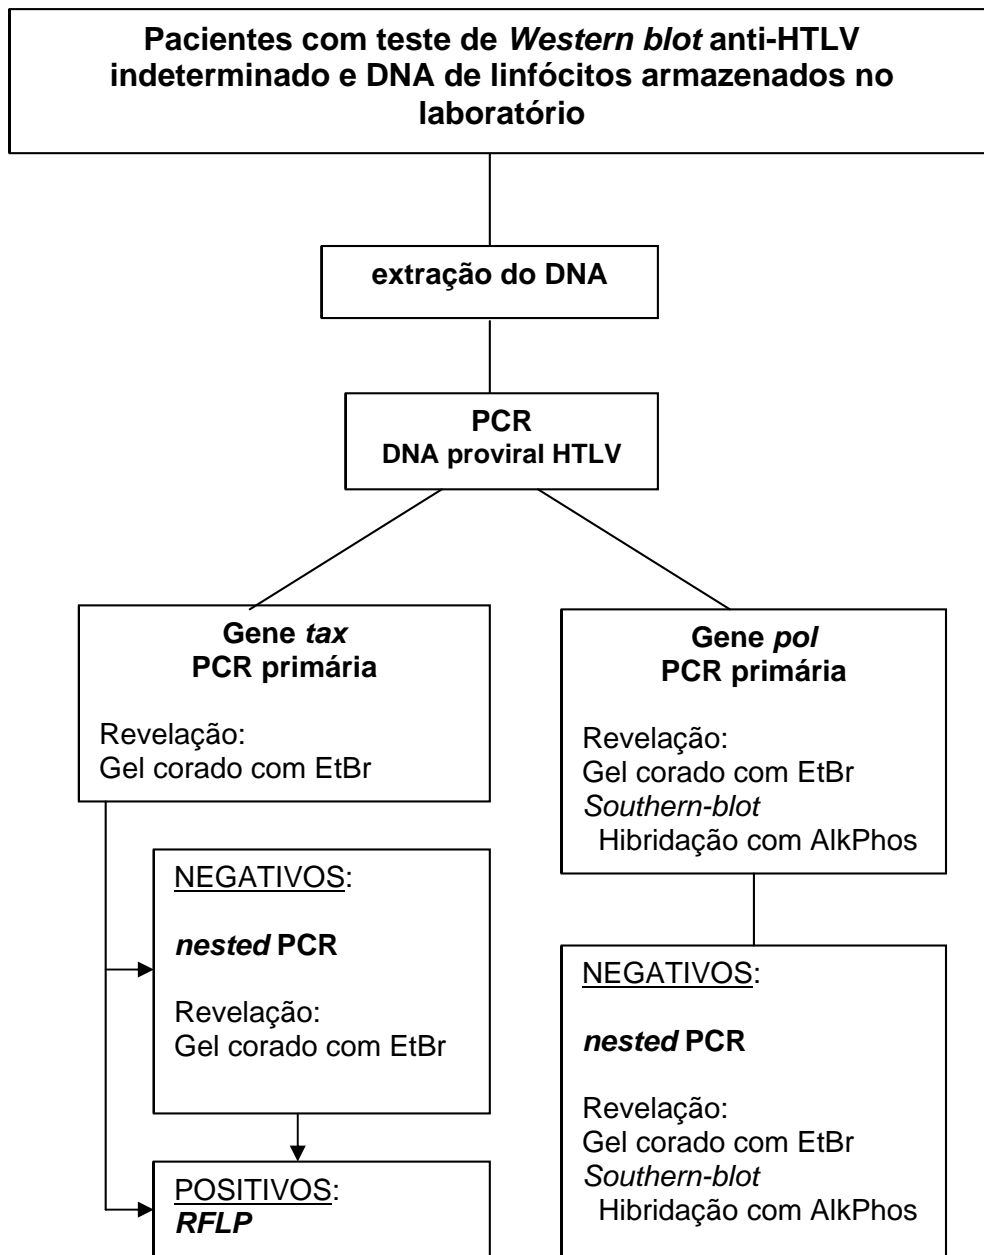 Pacientes com teste de Western blot anti-HTLV
indeterminado e DNA de linfócitos armazenados no
laboratório
extração do DNA
PCR
DNA proviral HTLV
Gene tax
PCR primária
Revelação:
Gel corado com EtBr
NEGATIVOS:
nested PCR
Revelação:
Gel corado com EtBr
POSITIVOS:
RFLP
Gene pol
PCR primária
Revelação:
Gel corado com EtBr
Southern-blot
Hibridação com AlkPhos
NEGATIVOS:
nested PCR
Revelação:
Gel corado com EtBr
Southern-blot
Hibridação com AlkPhos